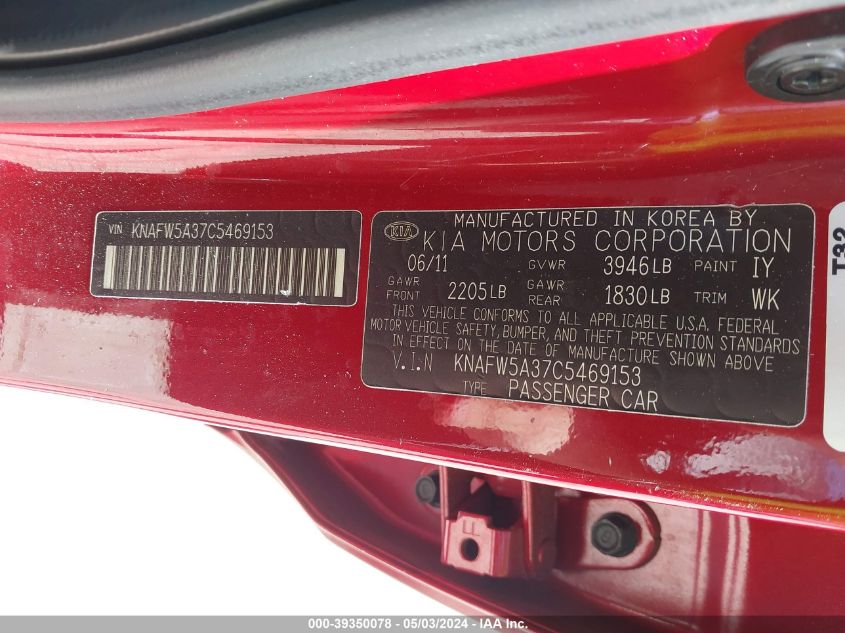 VIN KNAFW5A37C5469153
KIA
MANUFACTURED IN KOREA BY
KIA MOTORS CORPORATION
06/11 GVWR 3946LB PAINT IY
GAWR FRONT 2205LB GAWR REAR 1830LB TRIM WK
THIS VEHICLE CONFORMS TO ALL APPLICABLE U.S.A. FEDERAL
MOTOR VEHICLE SAFETY, BUMPER, AND THEFT PREVENTION STANDARDS
IN EFFECT ON THE DATE OF MANUFACTURE SHOWN ABOVE
V.I.N KNAFW5A37C5469153
TYPE PASSENGER CAR
T32
000-39350078 - 05/03/2024 - IAA Inc.